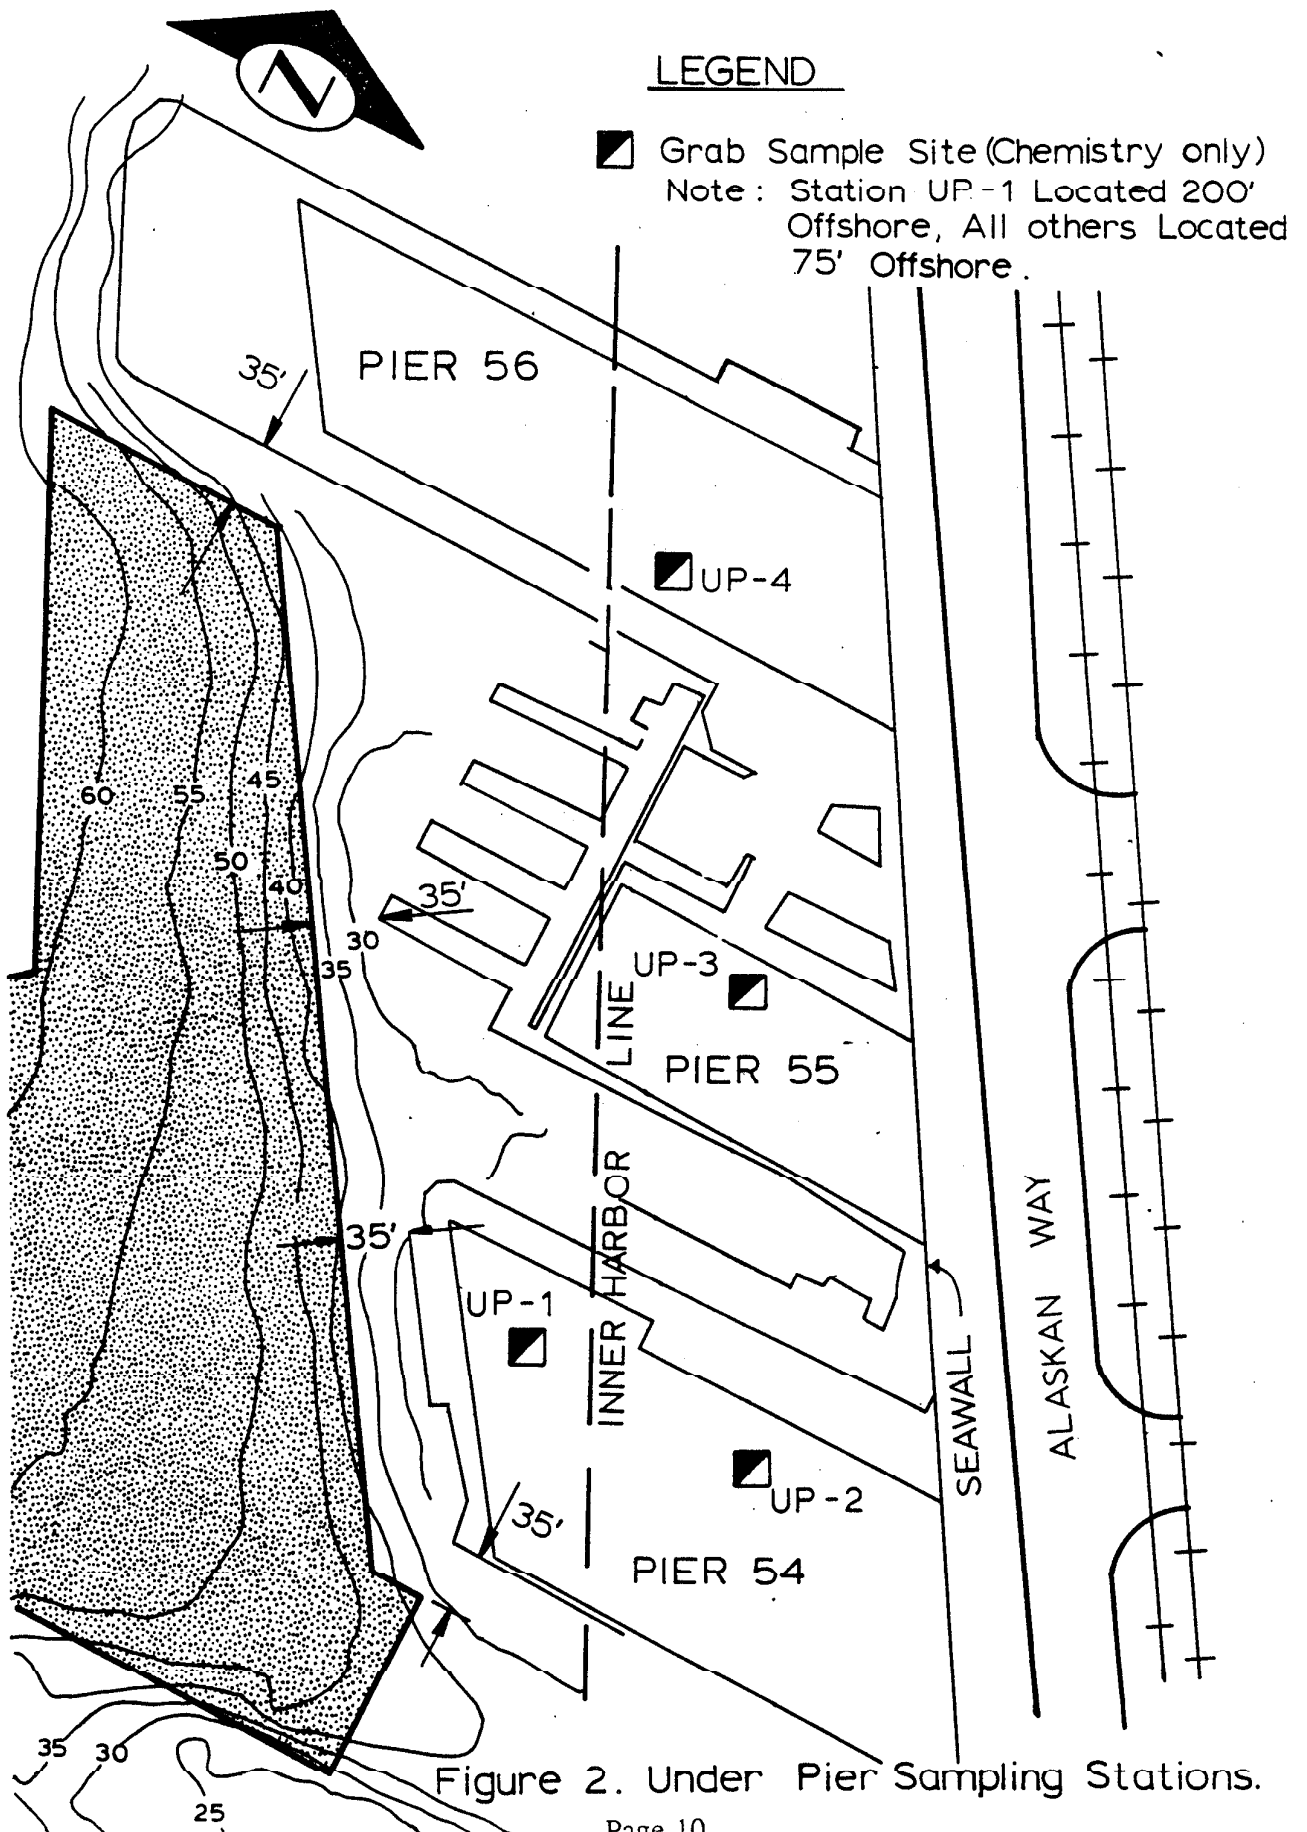 N
LEGEND
Grab Sample Site (Chemistry only)
Note: Station UP-1 Located 200'
Offshore, All others Located
75' Offshore.
35'
PIER 56
UP-4
60
55
45
50
40
35'
30
35
UP-3
PIER 55
INNER HARBOR LINE
35'
UP-1
SEAWALL
ALASKAN WAY
UP-2
35'
PIER 54
35
30
25
Figure 2. Under Pier Sampling Stations.
Page 10